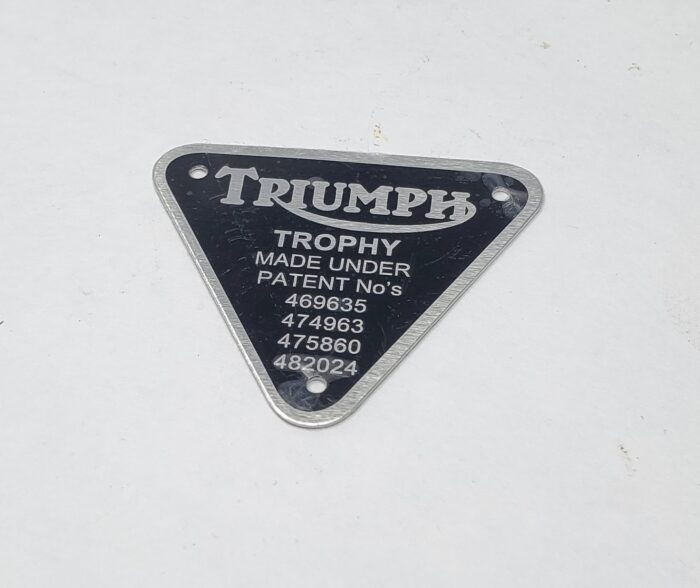 TRIUMPH
TROPHY
MADE UNDER
PATENT No's
469635
474963
475860
482024